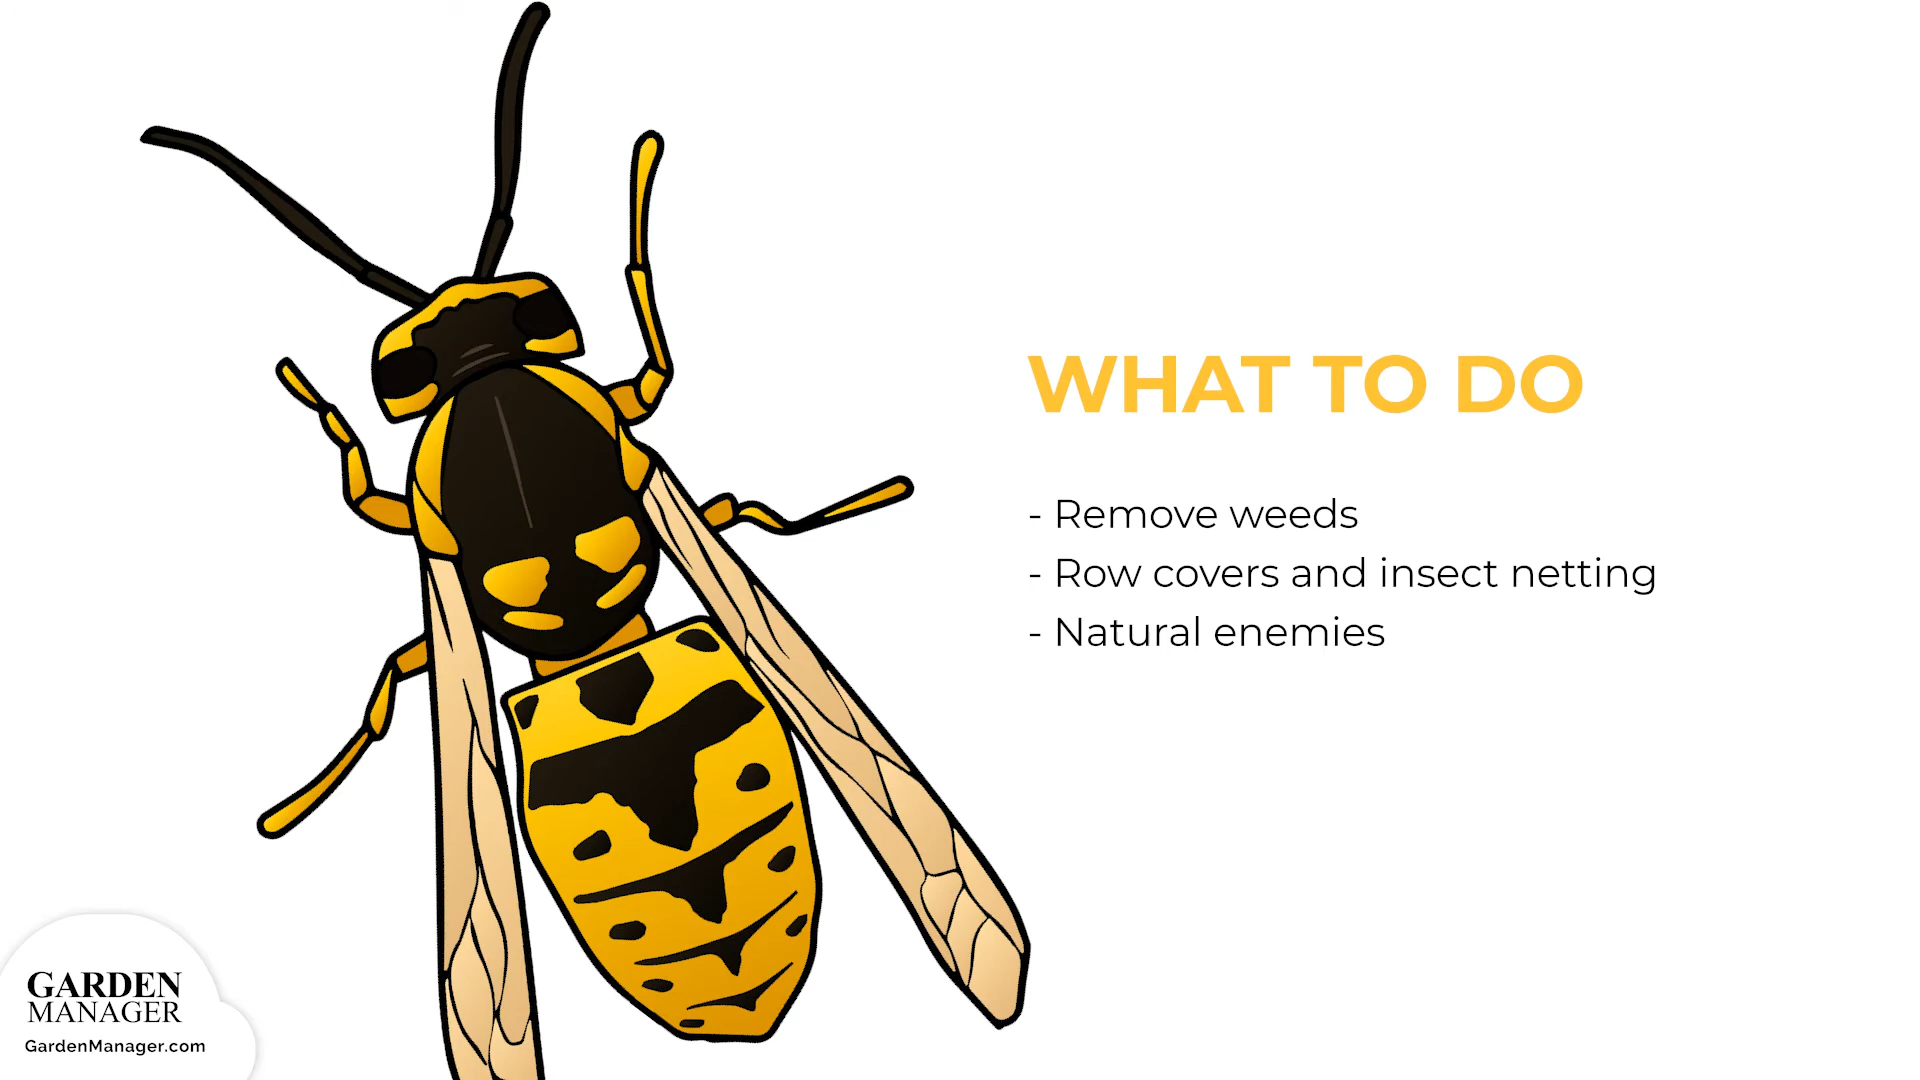 WHAT TO DO
- Remove weeds
- Row covers and insect netting
- Natural enemies
GARDEN
MANAGER
GardenManager.com